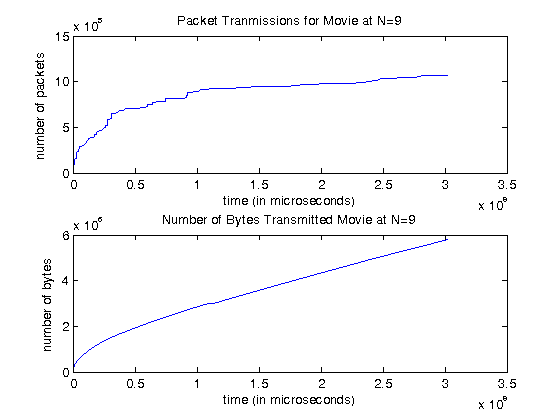 Packet Tranmissions for Movie at N=9
x 10^5
15
10
5
0
number of packets
0 0.5 1 1.5 2 2.5 3 3.5
time (in microseconds)
x 10^9
Number of Bytes Transmitted Movie at N=9
x 10^6
6
4
2
0
number of bytes
0 0.5 1 1.5 2 2.5 3 3.5
time (in microseconds)
x 10^9